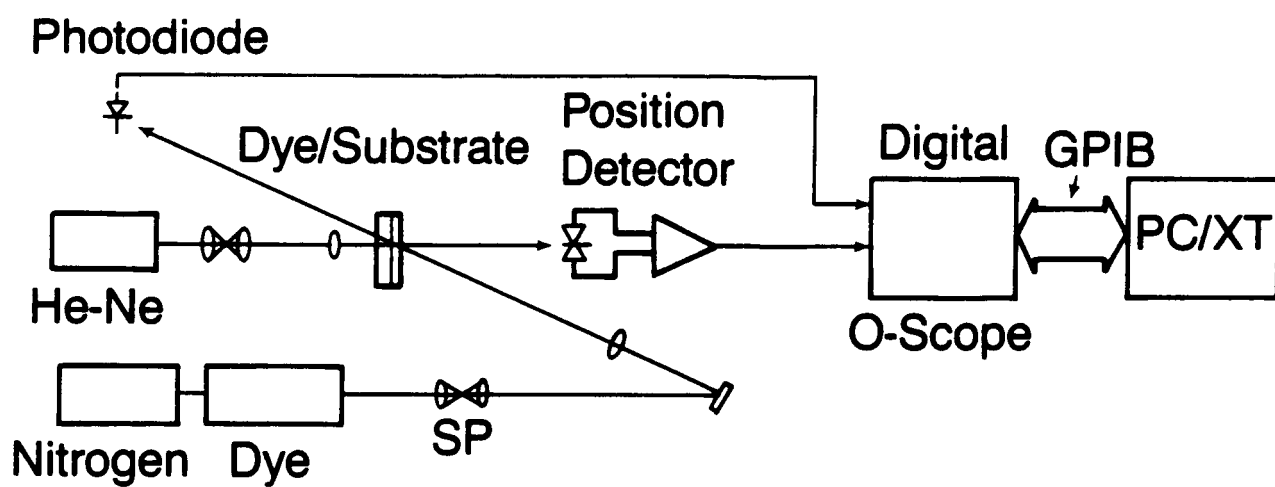 Photodiode
Dye/Substrate
Position
Detector
Digital
GPIB
PC/XT
He-Ne
O-Scope
Nitrogen
Dye
SP